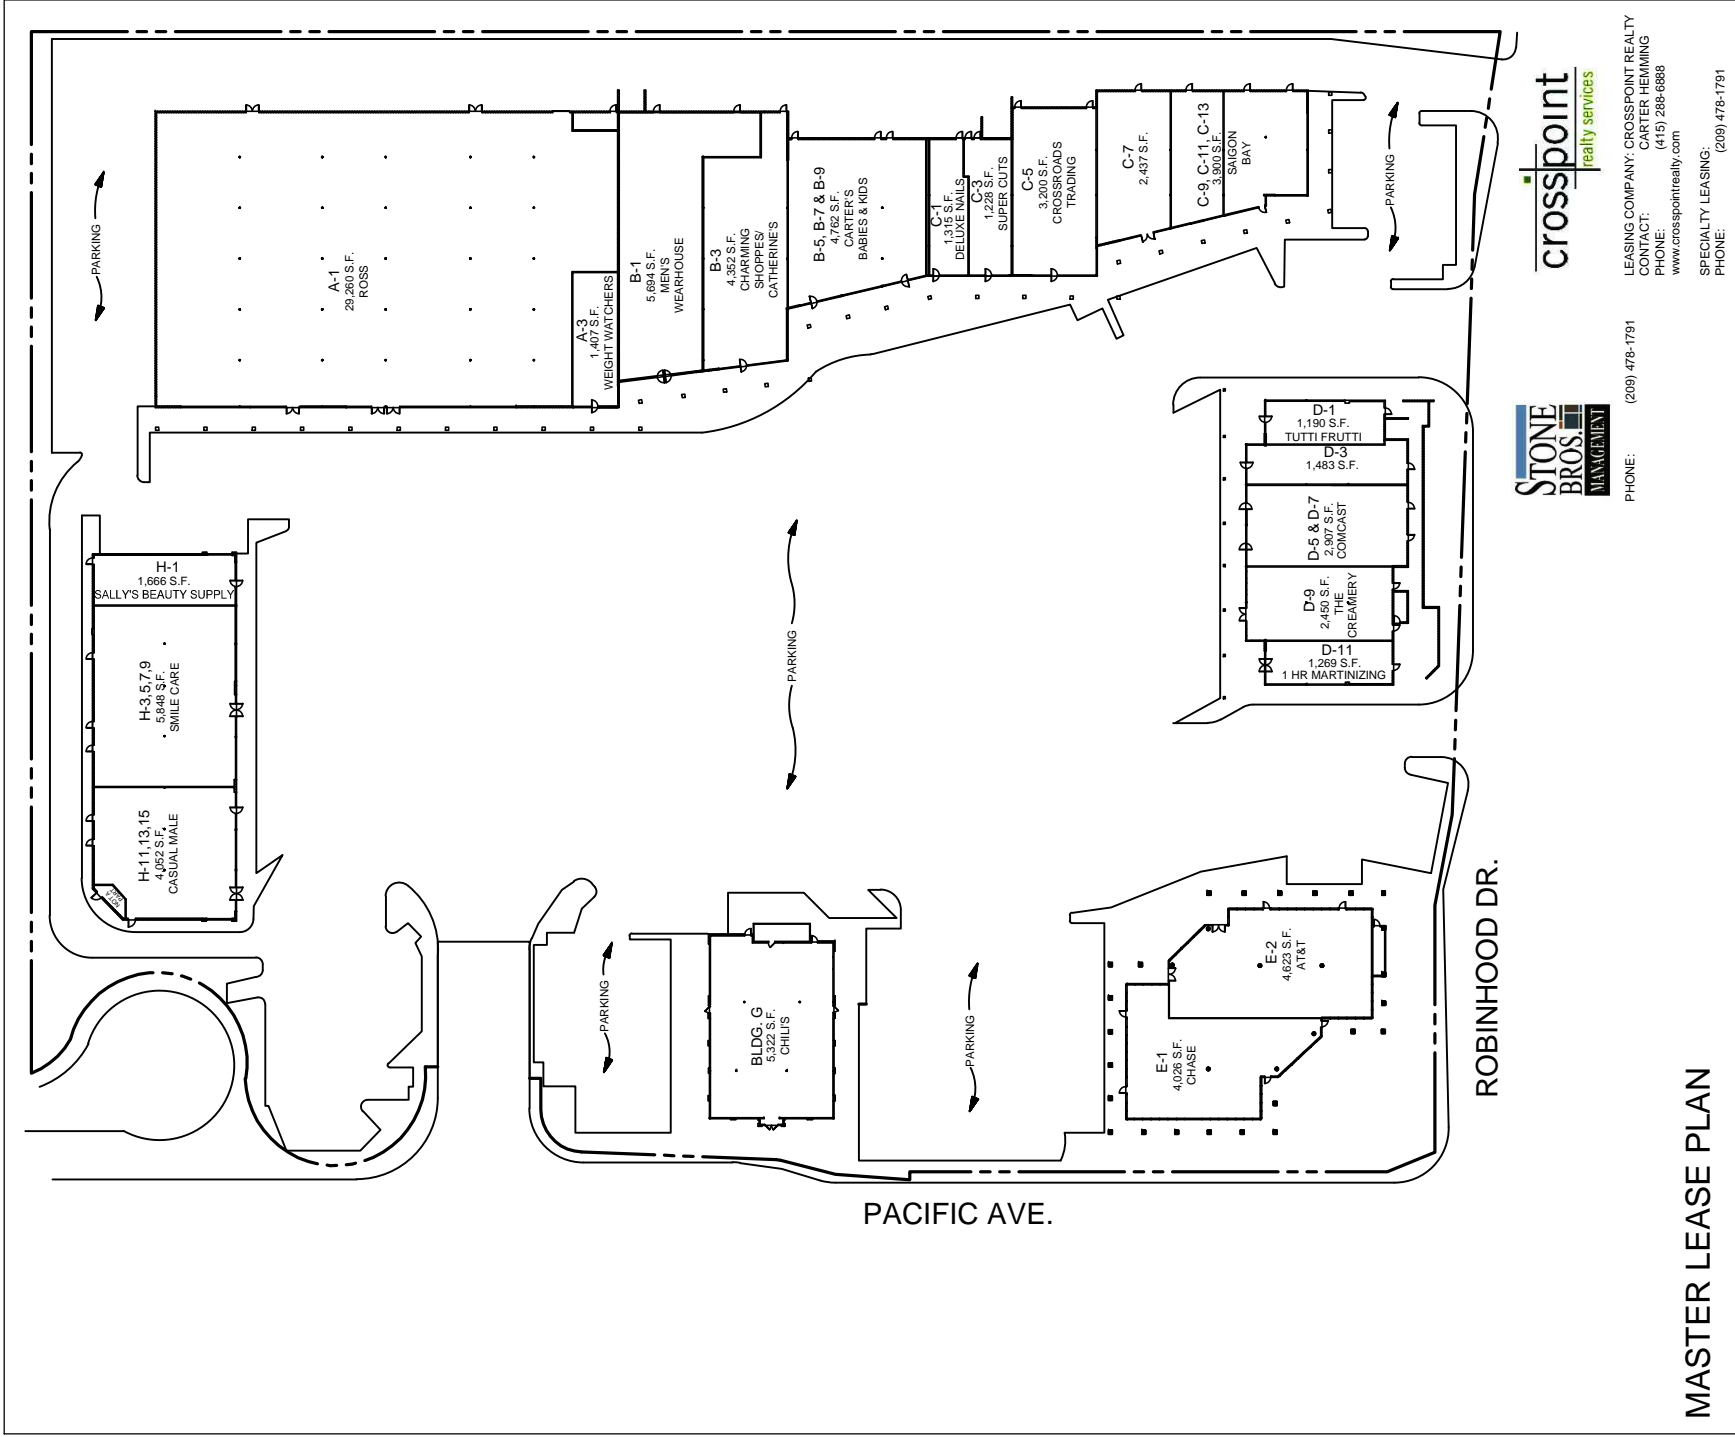 PARKING
A-1
29,260 S.F.
ROSS
A-3
1,407 S.F.
WEIGHT WATCHERS
B-1
5,694 S.F.
MEN'S
WEARHOUSE
B-3
4,352 S.F.
CHARMING
SHOPPES/
CATHERINE'S
B-5, B-7 & B-9
4,762 S.F.
CARTER'S
BABIES & KIDS
C-1
1,315 S.F.
DELUXE NAILS
C-3
1,228 S.F.
SUPER CUTS
C-5
3,200 S.F.
CROSSROADS
TRADING
C-7
2,437 S.F.
C-9, C-11, C-13
3,900 S.F.
SAIGON
BAY
PARKING
H-1
1,666 S.F.
SALLY'S BEAUTY SUPPLY
H-3,5,7,9
5,848 S.F.
SMILE CARE
H-11,13,15
4,052 S.F.
CASUAL MALE
NOT A
PART
PARKING
D-1
1,190 S.F.
TUTTI FRUTTI
D-3
1,483 S.F.
D-5 & D-7
2,907 S.F.
COMCAST
D-9
2,450 S.F.
THE
CREAMERY
D-11
1,269 S.F.
1 HR MARTINIZING
PARKING
BLDG. G
5,322 S.F.
CHILI'S
PARKING
E-1
4,026 S.F.
CHASE
E-2
4,623 S.F.
AT&T
PACIFIC AVE.
ROBINHOOD DR.
crosspoint
realty services
LEASING COMPANY: CROSSPOINT REALTY
CONTACT: CARTER HEMMING
PHONE: (415) 288-6888
www.crosspointrealty.com
SPECIALTY LEASING:
PHONE: (209) 478-1791
STONE
BROS.
MANAGEMENT
PHONE: (209) 478-1791
MASTER LEASE PLAN